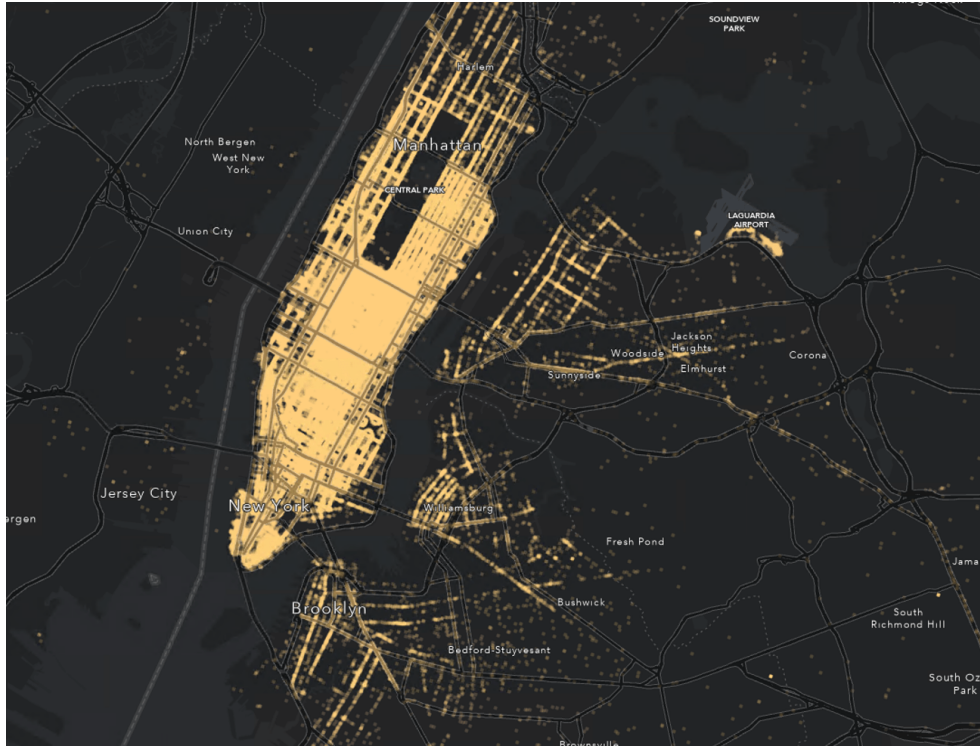 SOUNDVIEW
PARK
Harlem
North Bergen
West New
York
Manhattan
CENTRAL PARK
LAGUARDIA
AIRPORT
Union City
Jackson
Heights
Woodside
Corona
Elmhurst
Sunnyside
Jersey City
New York
Williamsburg
ergen
Fresh Pond
Jama
Bushwick
Brooklyn
South
Richmond Hill
Bedford-Stuyvesant
South Oz
Park
Brownsville